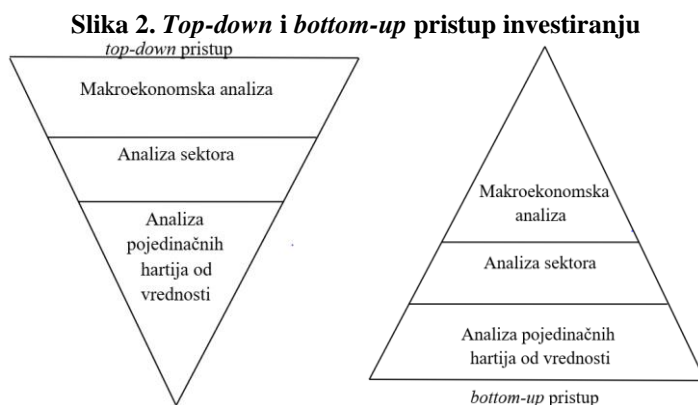 Slika 2. Top-down i bottom-up pristup investiranju
top-down pristup
Makroekonomska analiza
Analiza sektora
Analiza
pojedinačnih
hartija od
vrednosti
Makroekonomska
analiza
Analiza sektora
Analiza pojedinačnih
hartija od vrednosti
bottom-up pristup